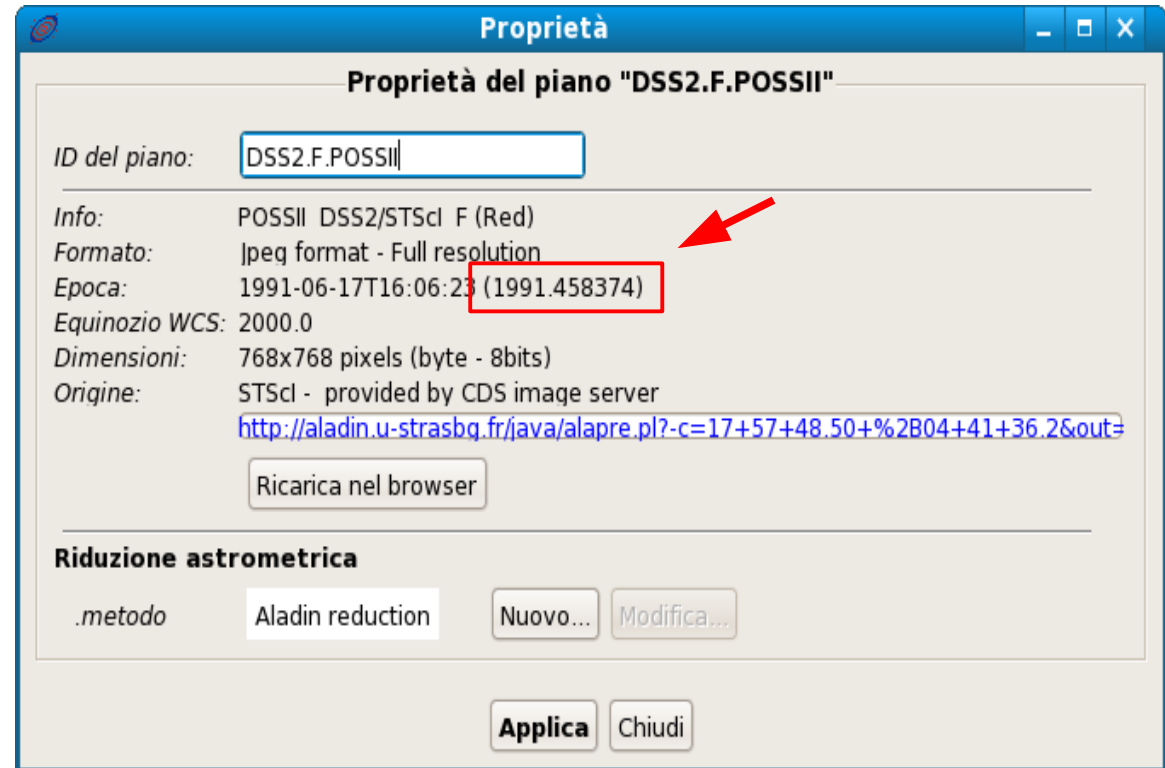 Proprietà
Proprietà del piano "DSS2.F.POSSII"
ID del piano: DSS2.F.POSSII
Info: POSSII DSS2/STScI F (Red)
Formato: Jpeg format - Full resolution
Epoca: 1991-06-17T16:06:23 (1991.458374)
Equinozio WCS: 2000.0
Dimensioni: 768x768 pixels (byte - 8bits)
Origine: STScI - provided by CDS image server
http://aladin.u-strasbg.fr/java/alapre.pl?-c=17+57+48.50+%2B04+41+36.2&out=
Ricarica nel browser
Riduzione astrometrica
.metodo Aladin reduction Nuovo... Modifica...
Applica Chiudi